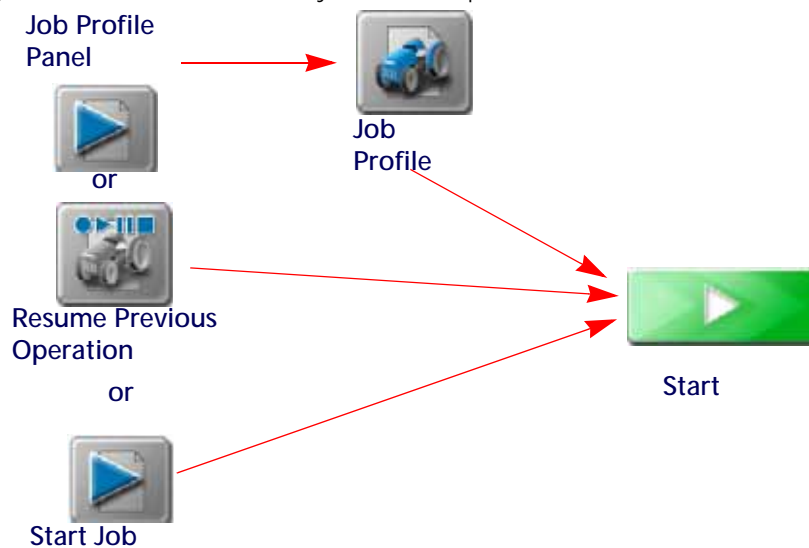 Job Profile
Panel
Job
Profile
or
Resume Previous
Operation
or
Start
Start Job